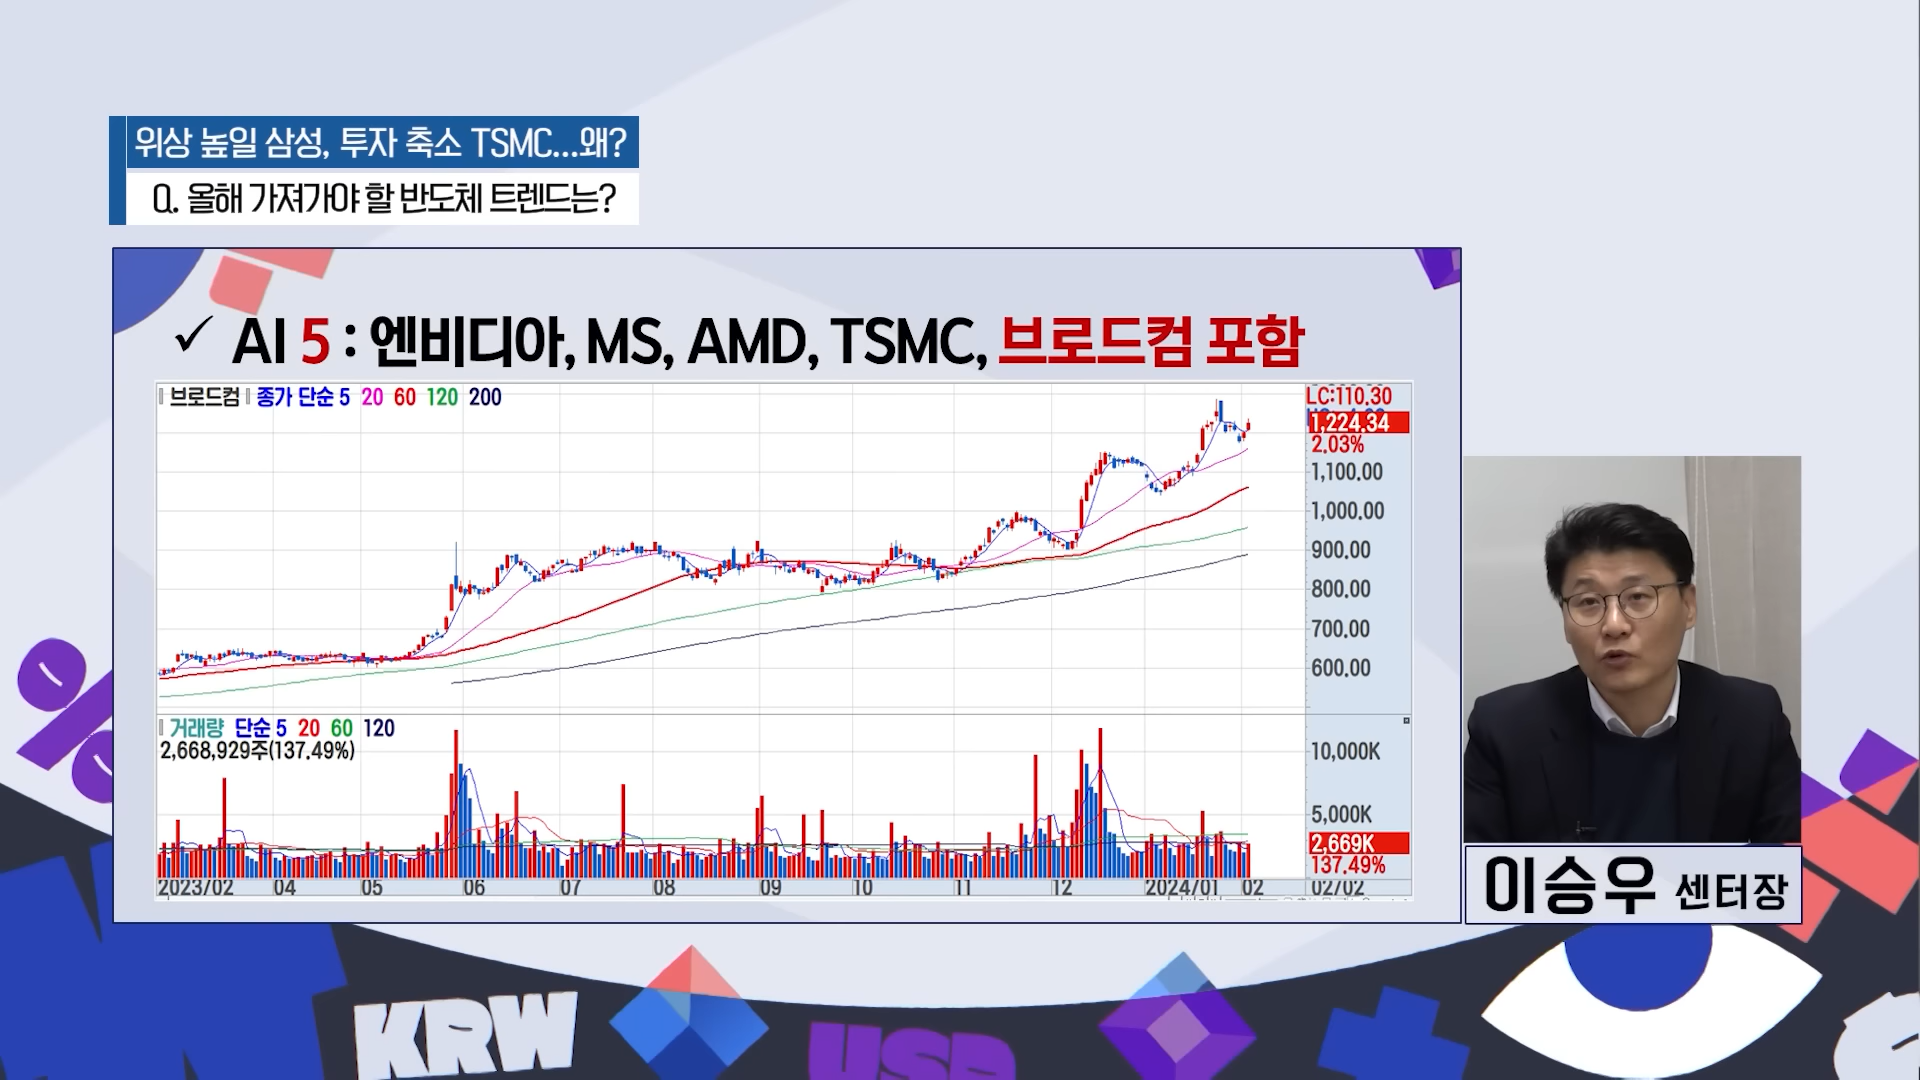 위상 높일 삼성, 투자 축소 TSMC...왜?
Q. 올해 가져가야 할 반도체 트렌드는?
✓ AI 5 : 엔비디아, MS, AMD, TSMC, 브로드컴 포함
브로드컴 종가 단순 5 20 60 120 200
LC:110.30
1,224.34
2.03%
1,100.00
1,000.00
900.00
800.00
700.00
600.00
거래량 단순 5 20 60 120
2,668,929주(137.49%)
10,000K
5,000K
2,669K
137.49%
2023/02 04 05 06 07 08 09 10 11 12 2024/01 02 02/02
이승우 센터장
%
KRW
USD